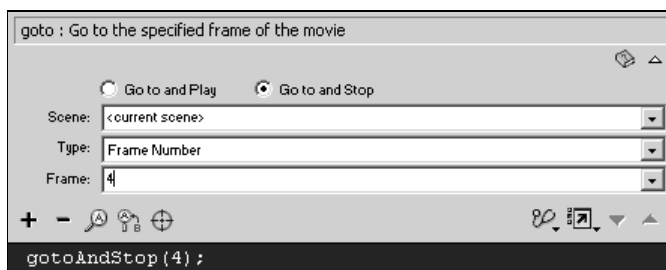 goto : Go to the specified frame of the movie
Go to and Play Go to and Stop
Scene: <current scene>
Type: Frame Number
Frame: 4
gotoAndStop(4);